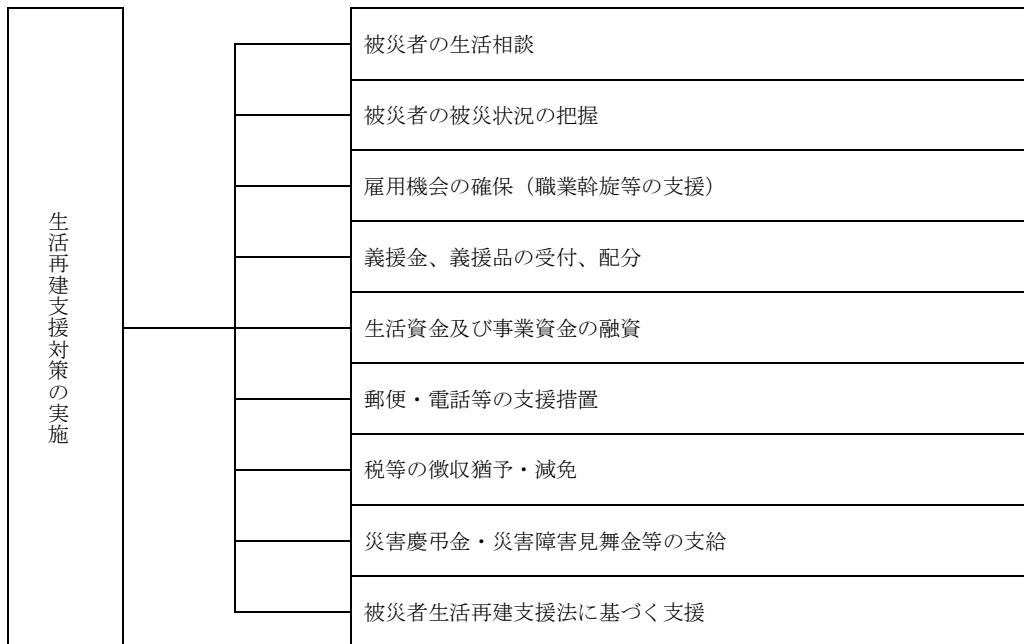 生活再建支援対策の実施
被災者の生活相談
被災者の被災状況の把握
雇用機会の確保（職業斡旋等の支援）
義援金、義援品の受付、配分
生活資金及び事業資金の融資
郵便・電話等の支援措置
税等の徴収猶予・減免
災害慶弔金・災害障害見舞金等の支給
被災者生活再建支援法に基づく支援